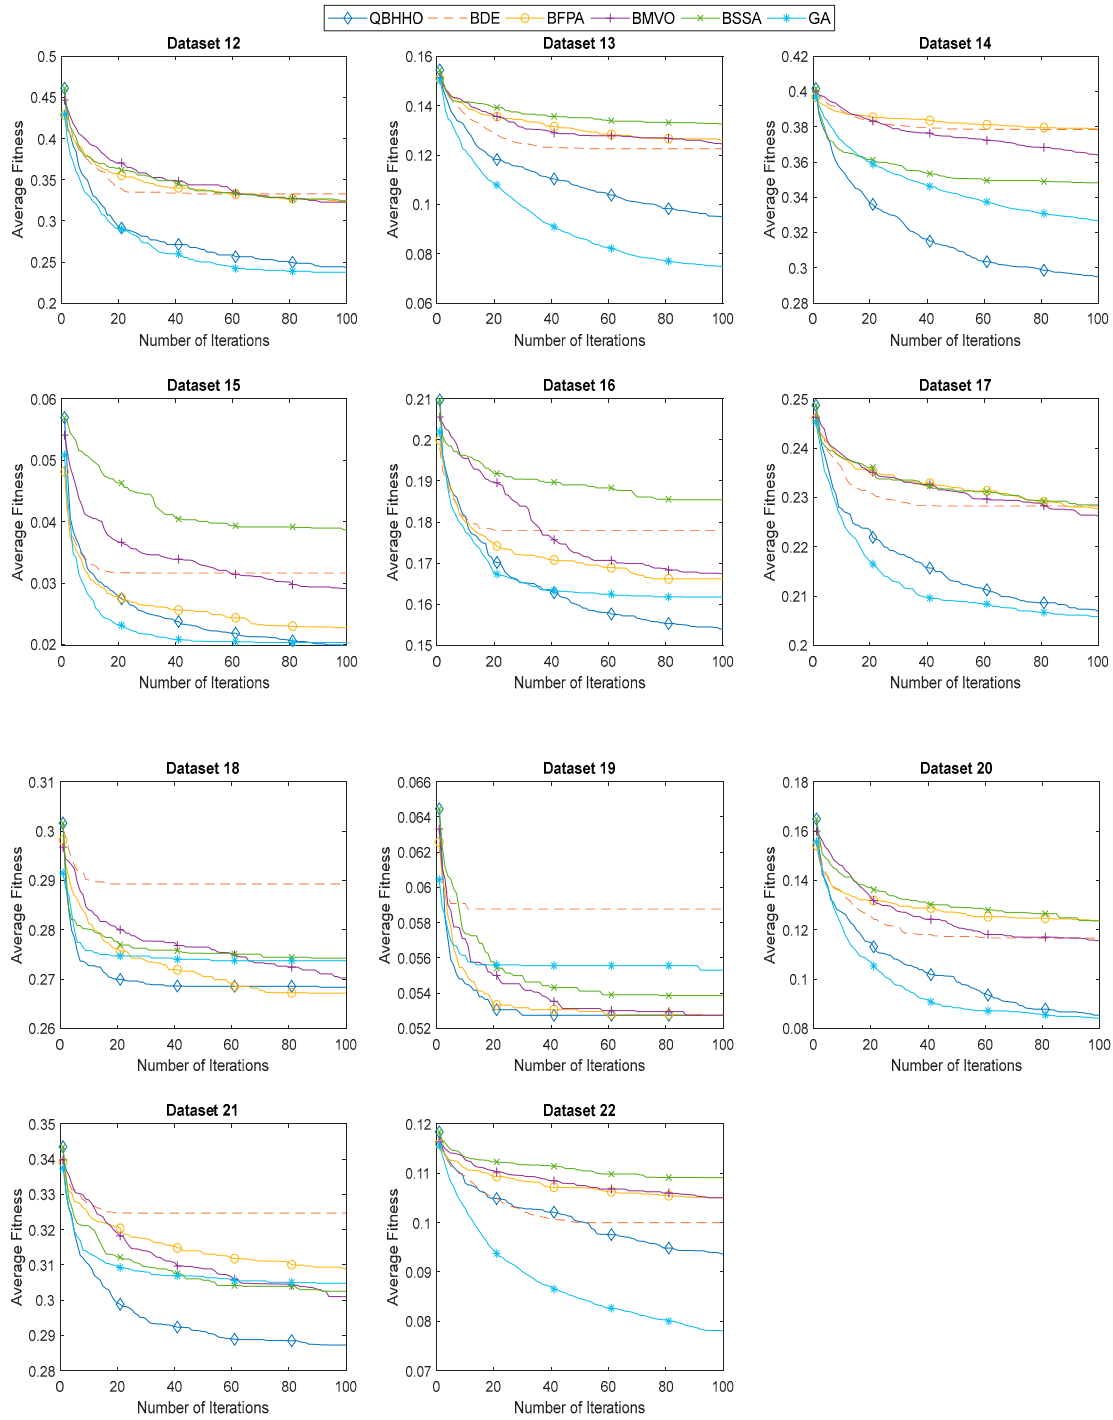 QBHHO BDE BFPA BMVO BSSA GA
Dataset 12 Dataset 13 Dataset 14
0.5 0.16 0.42
0.45 0.4
0.4 0.14 0.38
0.35 0.12 0.36
0.3 0.1 0.34
0.32
0.25 0.08 0.3
0.2 0.06 0.28
Average Fitness Average Fitness Average Fitness
0 20 40 60 80 100 0 20 40 60 80 100 0 20 40 60 80 100
Number of Iterations Number of Iterations Number of Iterations
Dataset 15 Dataset 16 Dataset 17
0.06 0.21 0.25
0.2
0.05 0.19 0.24
0.04 0.18 0.23
0.17 0.22
0.03 0.16 0.21
0.02 0.15 0.2
Average Fitness Average Fitness Average Fitness
0 20 40 60 80 100 0 20 40 60 80 100 0 20 40 60 80 100
Number of Iterations Number of Iterations Number of Iterations
Dataset 18 Dataset 19 Dataset 20
0.31 0.066 0.18
0.3 0.064 0.16
0.062
0.29 0.06 0.14
0.28 0.058 0.12
0.056
0.27 0.054 0.1
0.26 0.052 0.08
Average Fitness Average Fitness Average Fitness
0 20 40 60 80 100 0 20 40 60 80 100 0 20 40 60 80 100
Number of Iterations Number of Iterations Number of Iterations
Dataset 21 Dataset 22
0.35 0.12
0.34
0.33 0.11
0.32 0.1
0.31
0.3 0.09
0.29 0.08
0.28 0.07
Average Fitness Average Fitness
0 20 40 60 80 100 0 20 40 60 80 100
Number of Iterations Number of Iterations